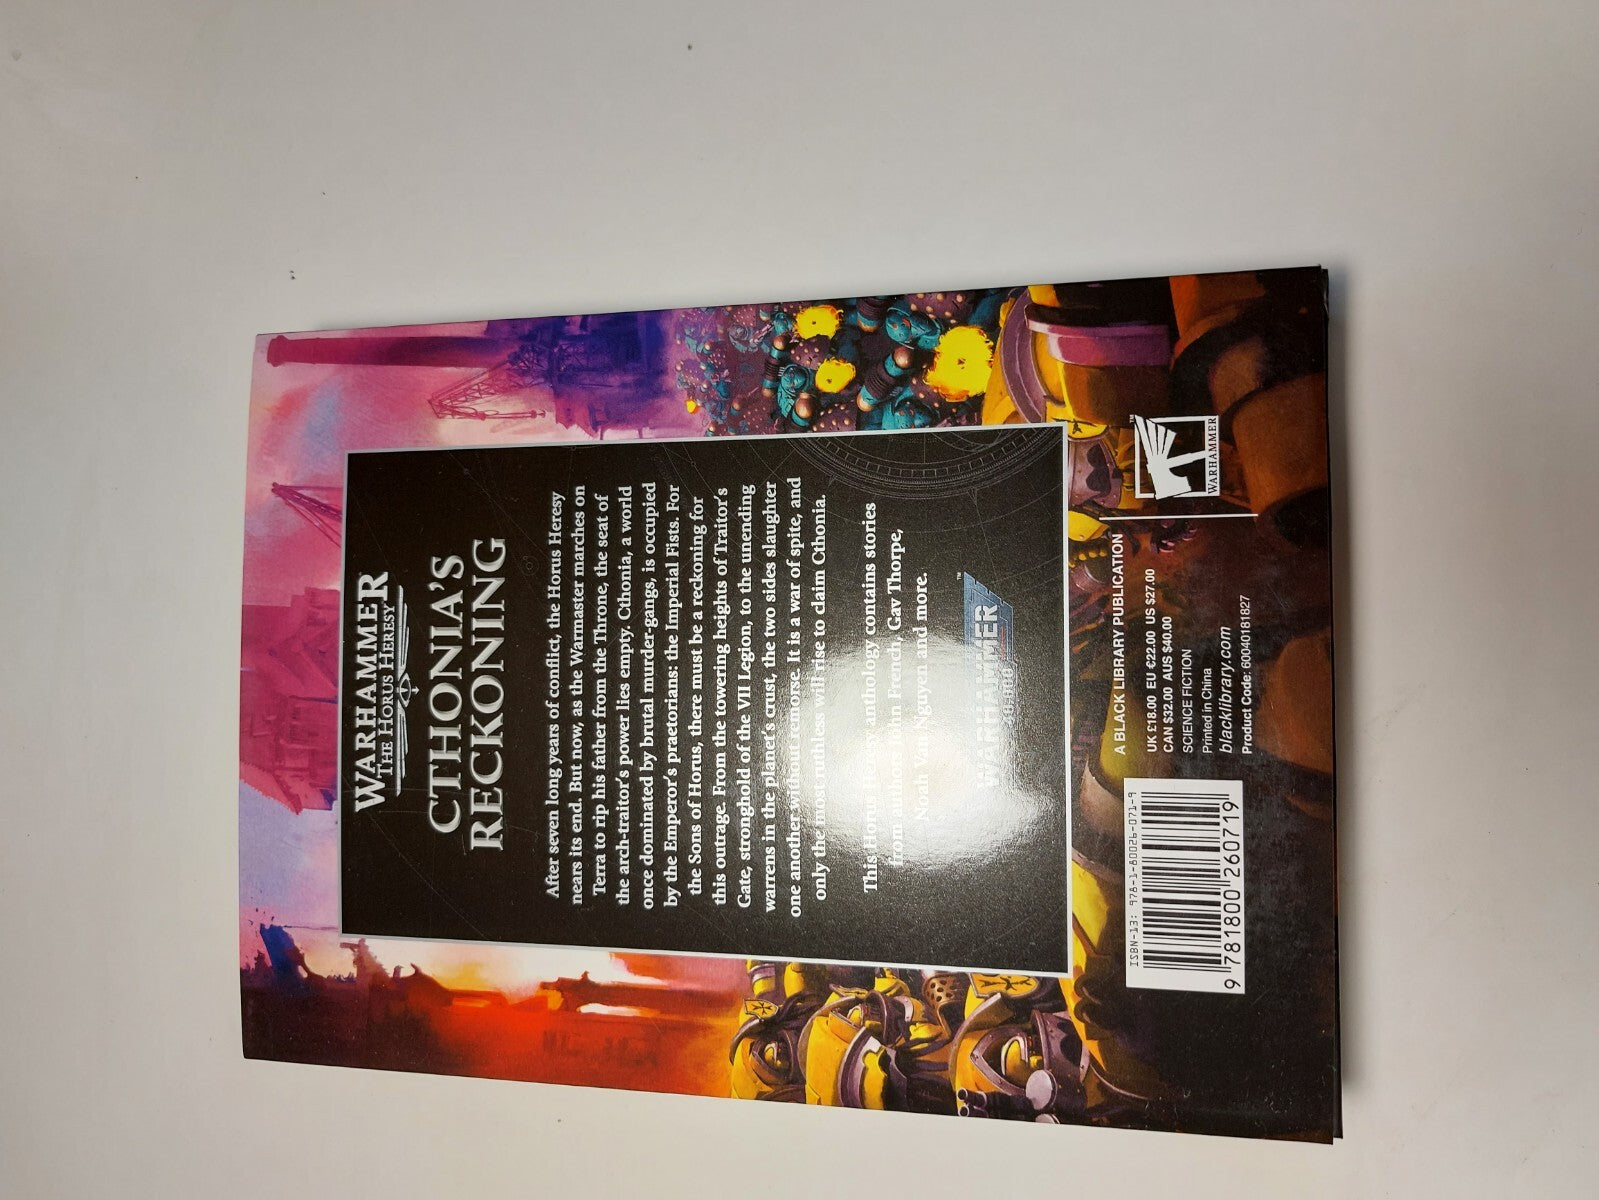 WARHAMMER
THE HORUS HERESY
CTHONIA'S
RECKONING
After seven long years of conflict, the Horus Heresy
nears its end. But now, as the Warmaster marches on
Terra to rip his father from the Throne, the seat of
the arch-traitor's power lies empty. Cthonia, a world
once dominated by brutal murder-gangs, is occupied
by the Emperor's praetorians: the Imperial Fists. For
the Sons of Horus, there must be a reckoning for
this outrage. From the towering heights of Traitor's
Gate, stronghold of the VII Legion, to the unending
warrens in the planet's crust, the two sides slaughter
one another without remorse. It is a war of spite, and
only the most ruthless will rise to claim Cthonia.
This Horus Heresy anthology contains stories
from authors John French, Gav Thorpe,
Noah Van Nguyen and more.
WARHAMMER™
40,000
A BLACK LIBRARY PUBLICATION
UK £18.00 EU €22.00 US $27.00
CAN $32.00 AUS $40.00
SCIENCE FICTION
Printed in China
blacklibrary.com
Product Code: 60040181827
ISBN-13: 978-1-80026-071-9
9 781800 260719
™
WARHAMMER